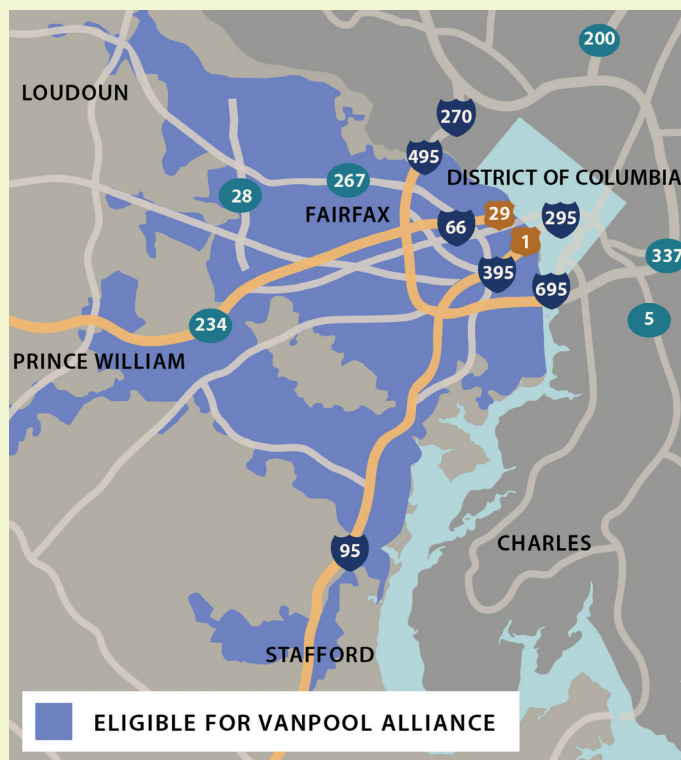 200
LOUDOUN
270
495
DISTRICT OF COLUMBIA
267
28
FAIRFAX
29
295
66
1
337
395
695
5
234
PRINCE WILLIAM
95
CHARLES
STAFFORD
ELIGIBLE FOR VANPOOL ALLIANCE